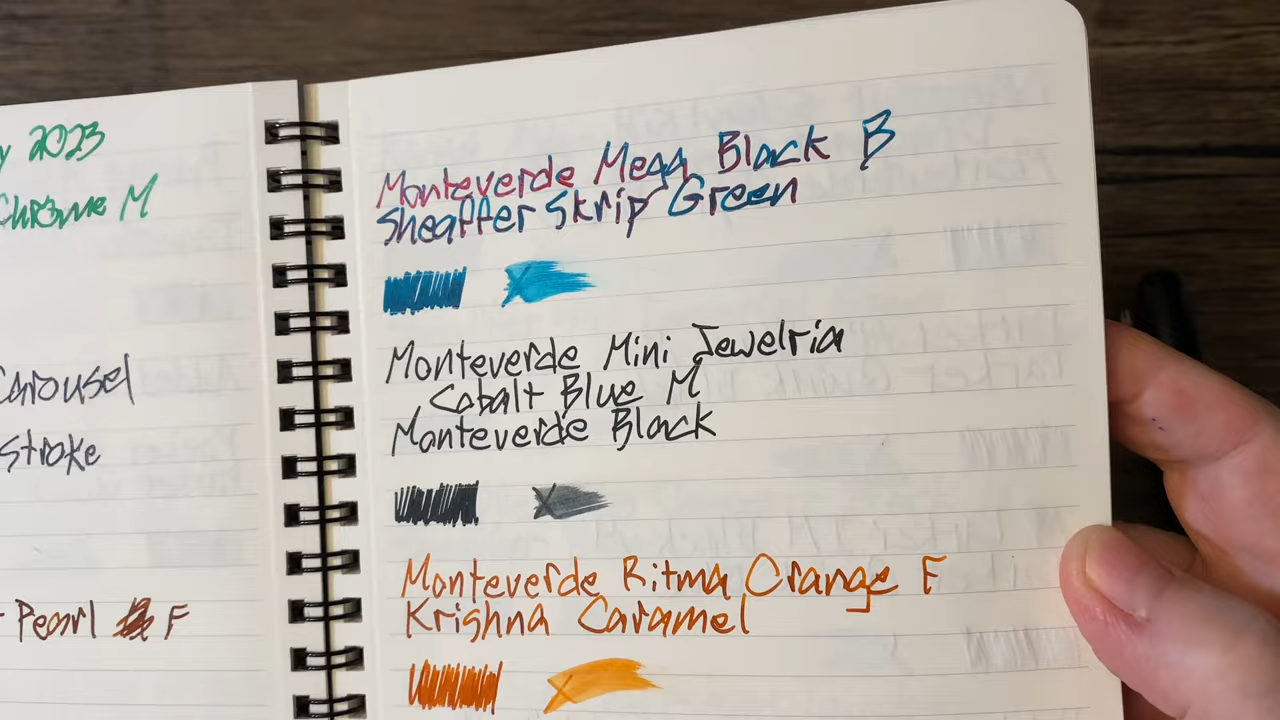 y 2023
Chrome M
Carousel
Stroke
Pearl F
Monteverde Mega Black B
Sheaffer Skrip Green
Monteverde Mini Jewelria
Cobalt Blue M
Monteverde Black
Monteverde Ritma Orange F
Krishna Caramel